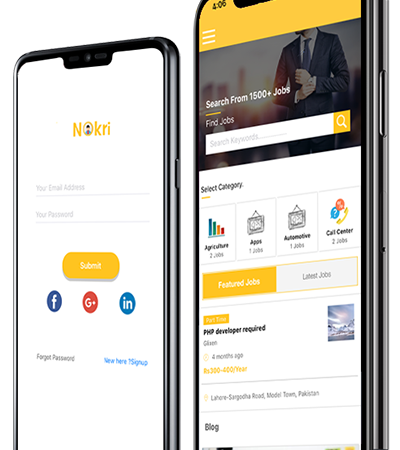 Nokri
Your Email Address
Your Password
Submit
Forgot Password
New here ?Signup
4:06
Search From 1500+ Jobs
Find Jobs
Search Keywords
Select Category.
Agriculture
2 Jobs
Apps
1 Jobs
Automotive
1 Jobs
Call Center
2 Jobs
Featured Jobs
Latest Jobs
PHP developer required
4 months ago
Rs300-400/Year
Lahore-Sargodha Road, Model Town, Pakistan
Blog